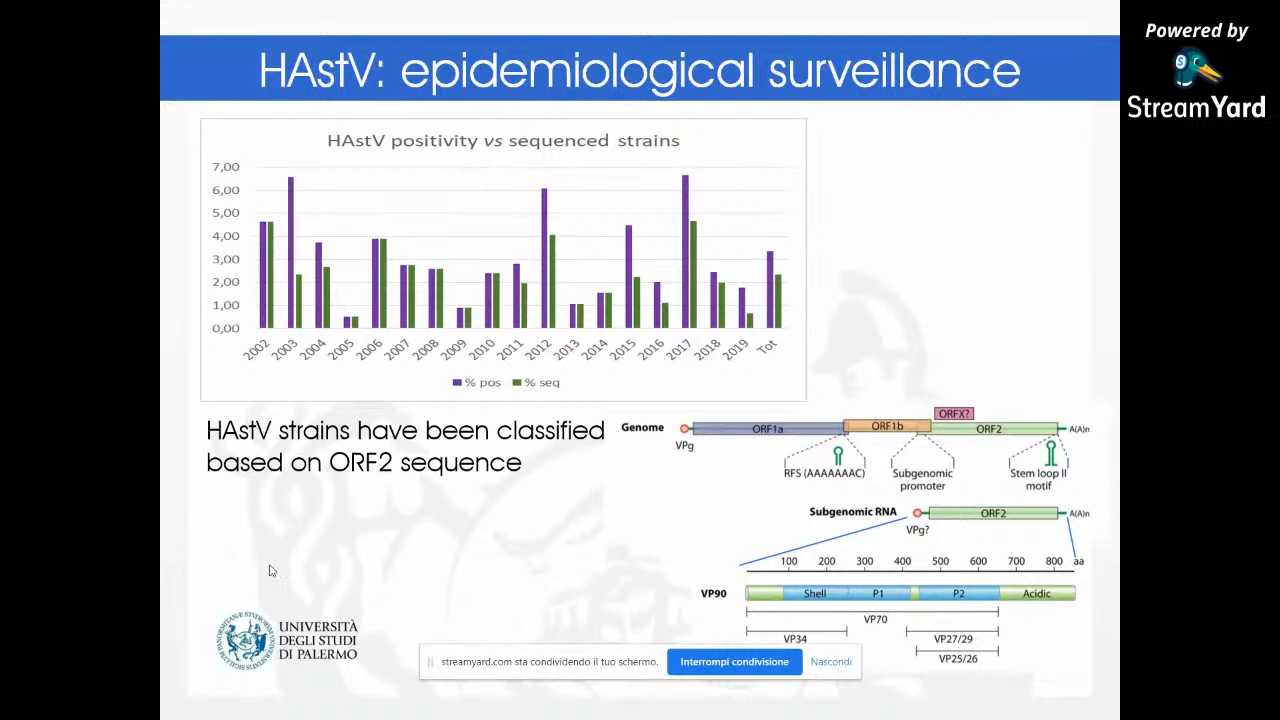 Powered by
StreamYard
HAstV: epidemiological surveillance
HAstV positivity vs sequenced strains
7,00
6,00
5,00
4,00
3,00
2,00
1,00
0,00
2002 2003 2004 2005 2006 2007 2008 2009 2010 2011 2012 2013 2014 2015 2016 2017 2018 2019 Tot
% pos % seq
HAstV strains have been classified
based on ORF2 sequence
ORFX?
Genome ORF1a ORF1b ORF2 A(A)n
VPg
RFS (AAAAAAAC) Subgenomic Stem loop II
promoter motif
Subgenomic RNA ORF2 A(A)n
VPg?
100 200 300 400 500 600 700 800 aa
VP90 Shell P1 P2 Acidic
VP70
VP34 VP27/29
VP25/26
UNIVERSITÀ
DEGLI STUDI
DI PALERMO
streamyard.com sta condividendo il tuo schermo. Interrompi condivisione Nascondi